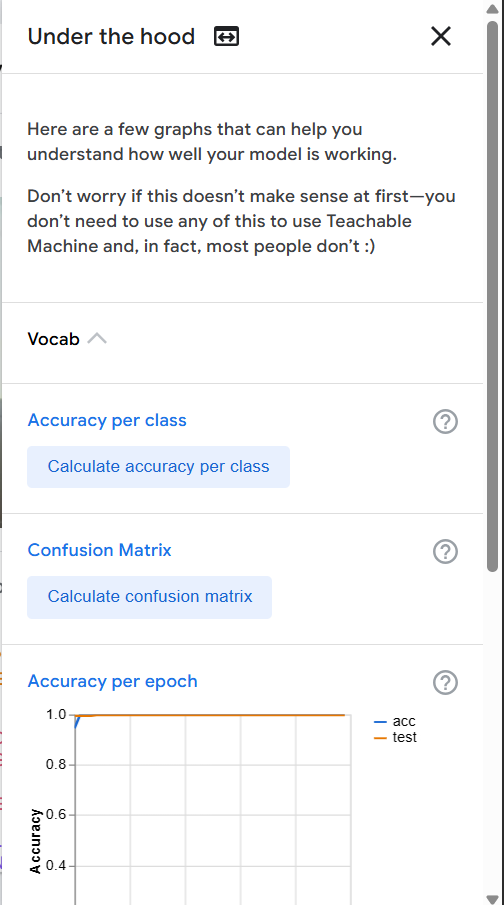 Under the hood
Here are a few graphs that can help you
understand how well your model is working.
Don’t worry if this doesn’t make sense at first—you
don’t need to use any of this to use Teachable
Machine and, in fact, most people don’t :)
Vocab
Accuracy per class
?
Calculate accuracy per class
Confusion Matrix
?
Calculate confusion matrix
Accuracy per epoch
?
1.0
acc
test
0.8
0.6
Accuracy
0.4